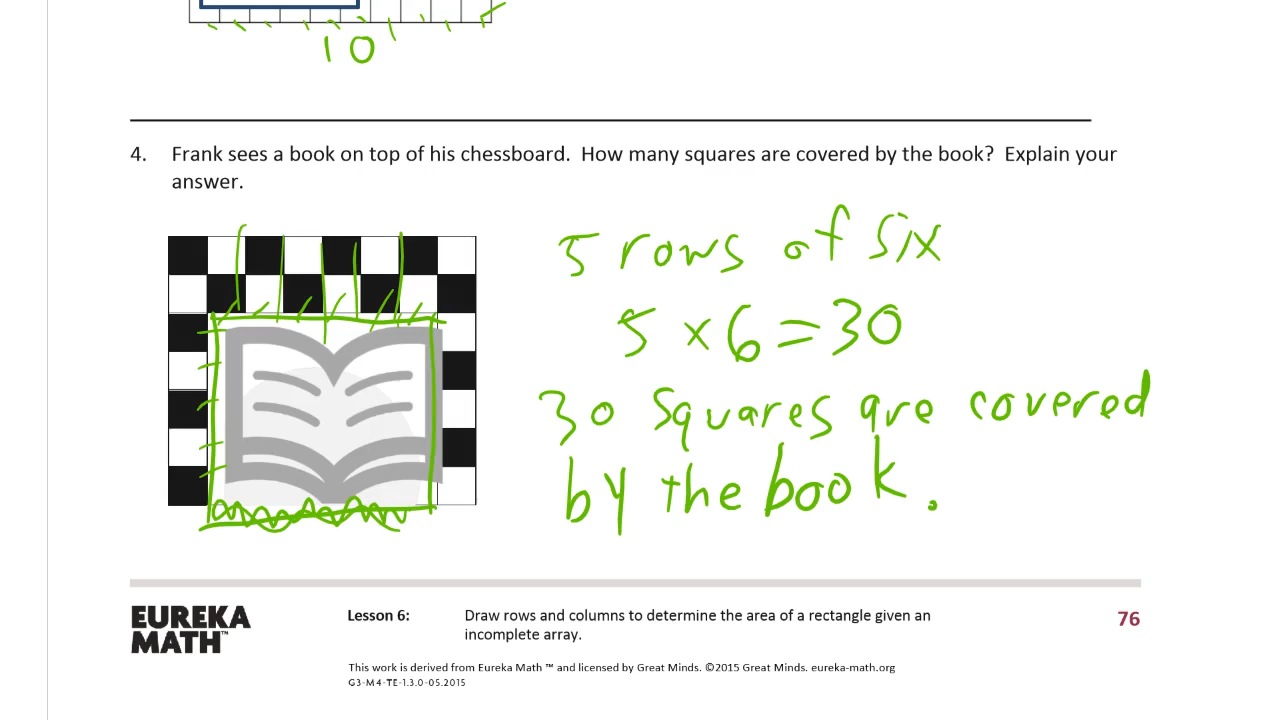 10
4. Frank sees a book on top of his chessboard. How many squares are covered by the book? Explain your
answer.
5 rows of six
5 × 6 = 30
30 squares are covered
by the book.
EUREKA
MATH™
Lesson 6:
Draw rows and columns to determine the area of a rectangle given an
incomplete array.
76
This work is derived from Eureka Math ™ and licensed by Great Minds. ©2015 Great Minds. eureka-math.org
G3-M4-TE-1.3.0-05.2015